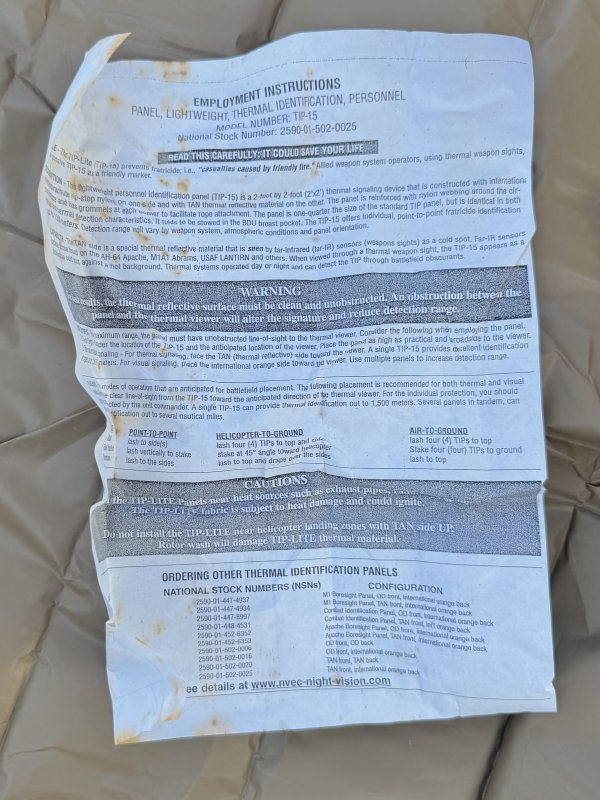 EMPLOYMENT INSTRUCTIONS
PANEL, LIGHTWEIGHT, THERMAL IDENTIFICATION, PERSONNEL
MODEL NUMBER: TIP-15
National Stock Number: 2590-01-502-0025
READ THIS CAREFULLY: IT COULD SAVE YOUR LIFE.
The TIP-Lite (TIP-15) prevents fratricide; i.e., "casualties caused by friendly fire." Allied weapon system operators, using thermal weapon sights,
TIP-15 as a friendly marker.
This lightweight personnel identification panel (TIP-15) is a 2-foot by 2-foot (2'x2') thermal signaling device that is constructed with international
rip-stop nylon, on one side and with TAN thermal reflective material on the other. The panel is reinforced with nylon webbing around the cir-
and has grommets at each corner to facilitate rope attachment. The panel is one-quarter the size of the standard TIP panel, but is identical in both
thermal detection characteristics. It folds to be stowed in the BDU breast pocket. The TIP-15 offers individual, point-to-point fratricide identification
meters. Detection range will vary by weapon system, atmospheric conditions and panel orientation.
TAN side is a special thermal reflective material that is seen by far-infrared (far-IR) sensors (weapons sights) as a cold spot. Far-IR sensors
on the AH-64 Apache, M1A1 Abrams, USAF LANTIRN and others. When viewed through a thermal weapon sight, the TIP-15 appears as a
against a hot background. Thermal systems operated day or night and can detect the TIP through battlefield obscurants.
WARNING
results, the thermal reflective surface must be clean and unobstructed. An obstruction between the
panel and the thermal viewer will alter the signature and reduce detection range.
maximum range, the panel must have unobstructed line-of-sight to the thermal viewer. Consider the following when employing the panel.
the location of the TIP-15 and the anticipated location of the viewer. Place the panel as high as practical and broadside to the viewer.
signaling - For thermal signaling, face the TAN (thermal reflective) side toward the viewer. A single TIP-15 provides excellent identification
meters. For visual signaling, place the international orange side toward the viewer. Use multiple panels to increase detection range.
modes of operation that are anticipated for battlefield placement. The following placement is recommended for both thermal and visual
clear line-of-sight from the TIP-15 toward the anticipated direction of the thermal viewer. For the individual protection, you should
by the unit commander. A single TIP-15 can provide thermal identification out to 1,500 meters. Several panels in tandem, can
out to several nautical miles.
POINT-TO-POINT HELICOPTER-TO-GROUND AIR-TO-GROUND
lash to side(s) lash four (4) TIPs to top and side lash four (4) TIPs to top
lash vertically to stake stake at 45° angle toward helicopter Stake four (four) TIPs to ground
lash to the sides lash to top and drape over the sides lash to top
CAUTIONS
the TIP-LITE Panels near heat sources such as exhaust pipes,
The TIP-LITE fabric is subject to heat damage and could ignite.
Do not install the TIP-LITE near helicopter landing zones with TAN side UP.
Rotor wash will damage TIP-LITE thermal material.
ORDERING OTHER THERMAL IDENTIFICATION PANELS
NATIONAL STOCK NUMBERS (NSNs) CONFIGURATION
2590-01-447-4937 M1 Boresight Panel, OD front, international orange back
2590-01-447-4934 M1 Boresight Panel, TAN front, international orange back
2590-01-447-8997 Combat Identification Panel, OD front, international orange back
2590-01-448-4531 Combat Identification Panel, TAN front, int'l orange back
2590-01-452-6352 Apache Boresight Panel, OD front, international orange back
2590-01-452-6353 Apache Boresight Panel, TAN front, international orange back
2590-01-502-0006 OD front, OD back
2590-01-502-0016 OD front, international orange back
2590-01-502-0020 TAN front, TAN back
2590-01-502-0025 TAN front, international orange back
ee details at www.nvec-night-vision.com